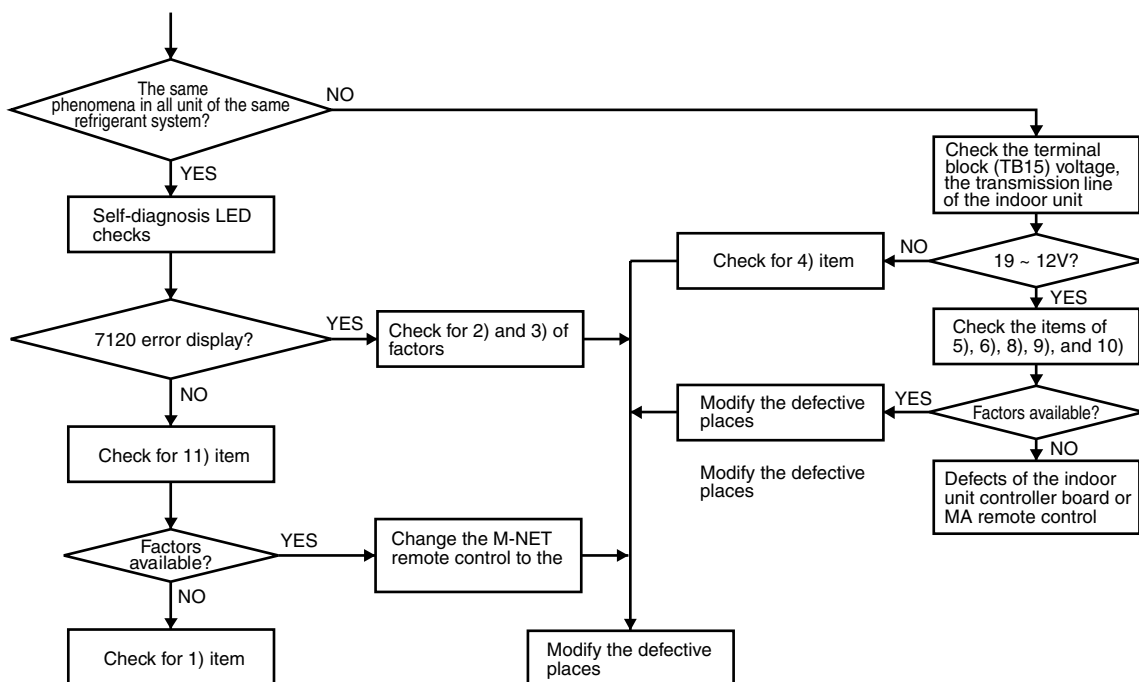 The same
phenomena in all unit of the same
refrigerant system?
NO
YES
Self-diagnosis LED
checks
7120 error display?
YES
Check for 2) and 3) of
factors
NO
Check for 11) item
Factors
available?
YES
Change the M-NET
remote control to the
NO
Check for 1) item
Check the terminal
block (TB15) voltage,
the transmission line
of the indoor unit
19 ~ 12V?
NO
Check for 4) item
YES
Check the items of
5), 6), 8), 9), and 10)
Factors available?
YES
Modify the defective
places
Modify the defective
places
NO
Defects of the indoor
unit controller board or
MA remote control
Modify the defective
places